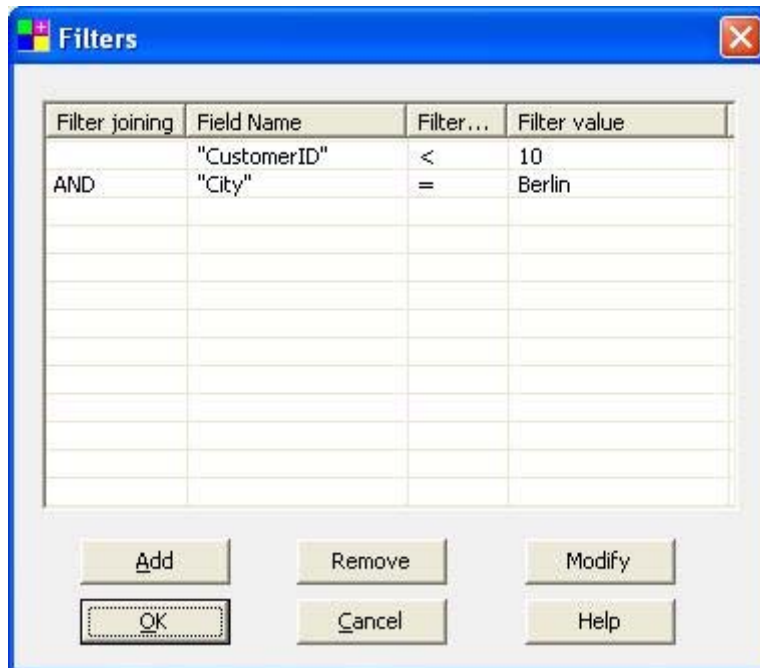 Filters
Filter joining Field Name Filter... Filter value
"CustomerID" < 10
AND "City" = Berlin
Add Remove Modify
OK Cancel Help